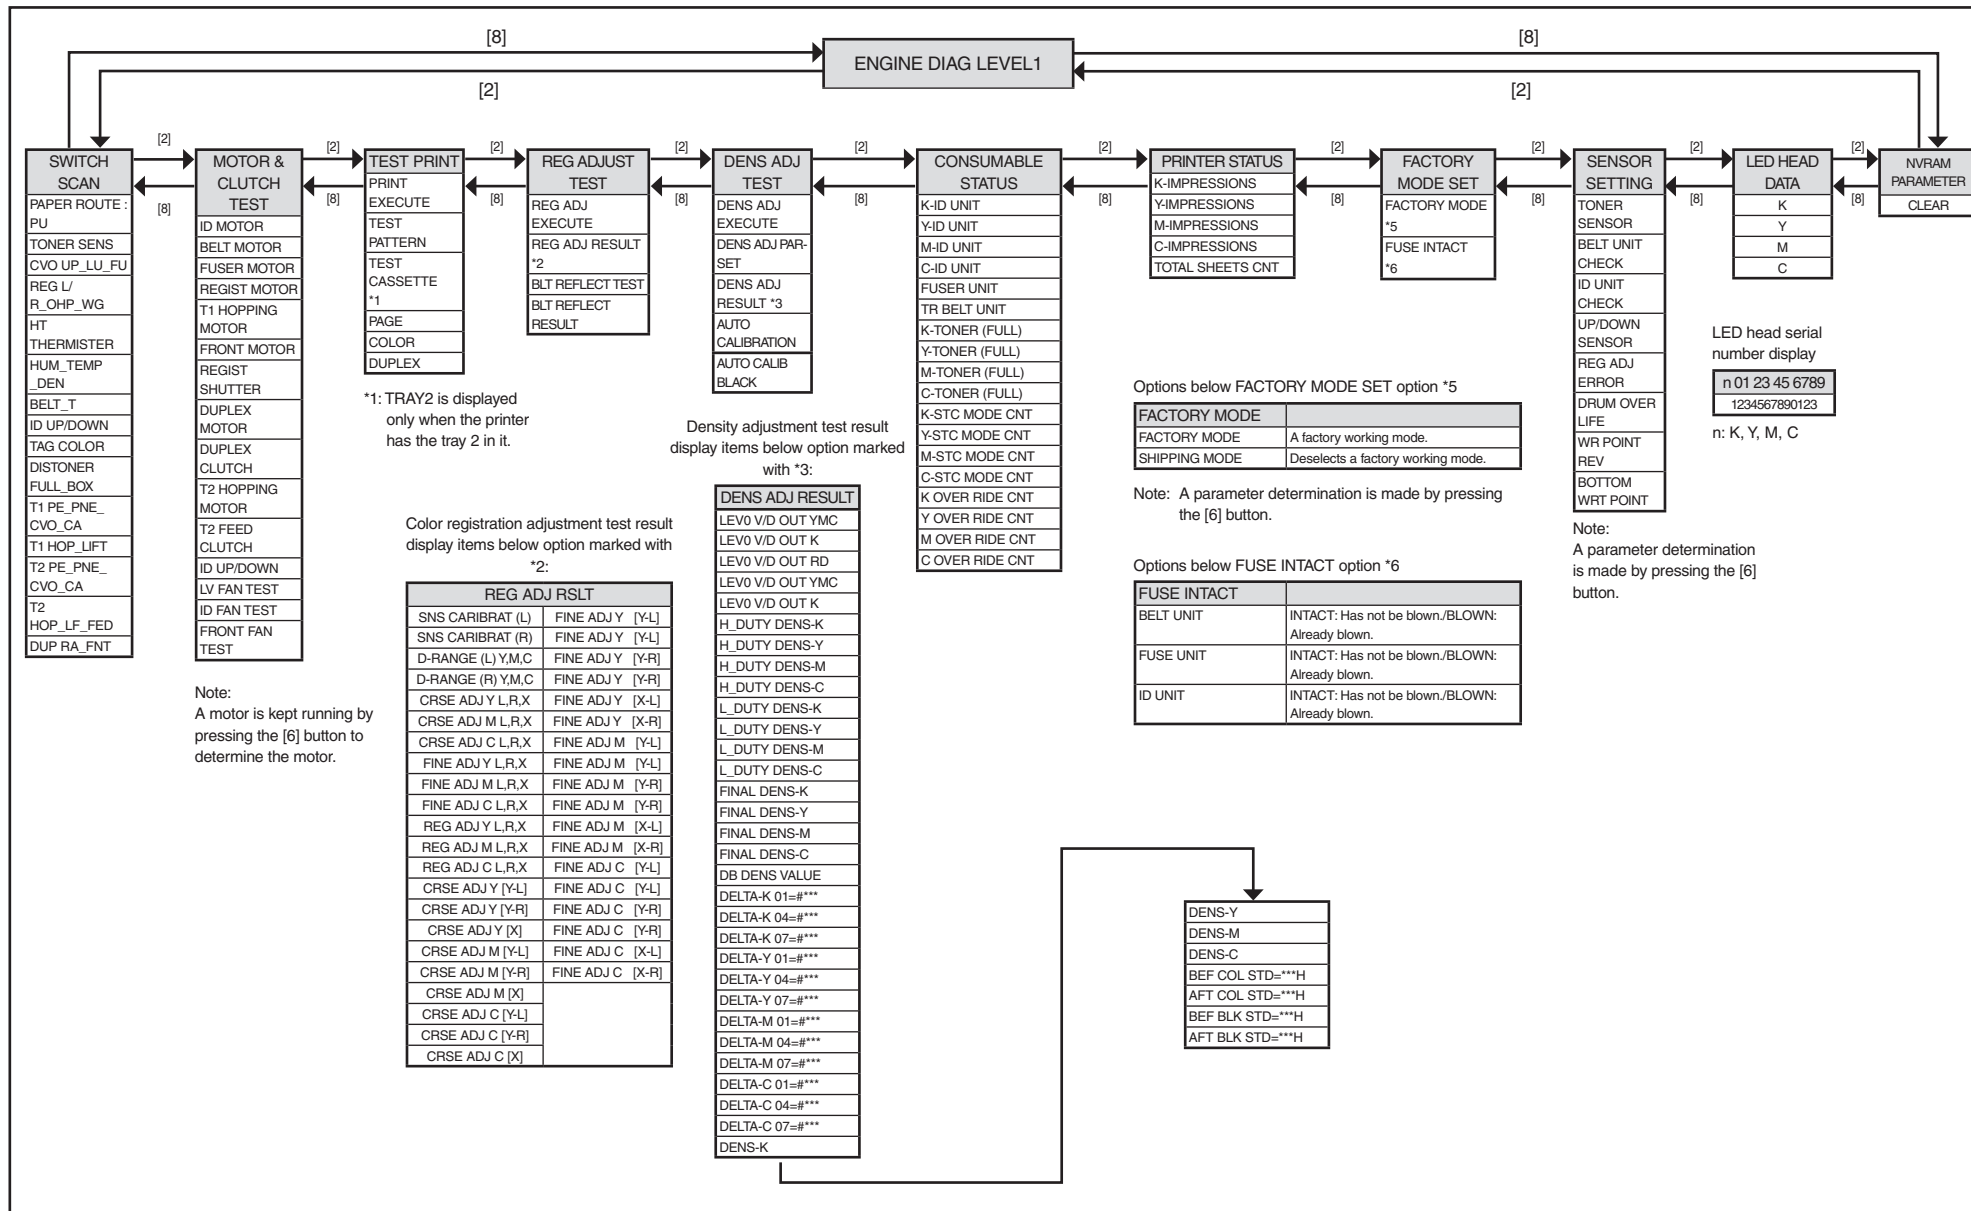 [8]
[8]
ENGINE DIAG LEVEL1
[2]
[2]
[2]
[2]
[2]
[2]
[2]
[2]
[2]
[2]
[2]
[2]
[8]
[8]
[8]
[8]
[8]
[8]
[8]
[8]
[8]
[8]
SWITCH
SCAN
PAPER ROUTE :
PU
TONER SENS
CVO UP_LU_FU
REG L/
R_OHP_WG
HT
THERMISTER
HUM_TEMP
_DEN
BELT_T
ID UP/DOWN
TAG COLOR
DISTONER
FULL_BOX
T1 PE_PNE_
CVO_CA
T1 HOP_LIFT
T2 PE_PNE_
CVO_CA
T2
HOP_LF_FED
DUP RA_FNT
MOTOR &
CLUTCH
TEST
ID MOTOR
BELT MOTOR
FUSER MOTOR
REGIST MOTOR
T1 HOPPING
MOTOR
FRONT MOTOR
REGIST
SHUTTER
DUPLEX
MOTOR
DUPLEX
CLUTCH
T2 HOPPING
MOTOR
T2 FEED
CLUTCH
ID UP/DOWN
LV FAN TEST
ID FAN TEST
FRONT FAN
TEST
Note:
A motor is kept running by
pressing the [6] button to
determine the motor.
TEST PRINT
PRINT
EXECUTE
TEST
PATTERN
TEST
CASSETTE
*1
PAGE
COLOR
DUPLEX
*1: TRAY2 is displayed
only when the printer
has the tray 2 in it.
REG ADJUST
TEST
REG ADJ
EXECUTE
REG ADJ RESULT
*2
BLT REFLECT TEST
BLT REFLECT
RESULT
Color registration adjustment test result
display items below option marked with
*2:
REG ADJ RSLT
SNS CARIBRAT (L) FINE ADJ Y [Y-L]
SNS CARIBRAT (R) FINE ADJ Y [Y-L]
D-RANGE (L) Y,M,C FINE ADJ Y [Y-R]
D-RANGE (R) Y,M,C FINE ADJ Y [Y-R]
CRSE ADJ Y L,R,X FINE ADJ Y [X-L]
CRSE ADJ M L,R,X FINE ADJ Y [X-R]
CRSE ADJ C L,R,X FINE ADJ M [Y-L]
FINE ADJ Y L,R,X FINE ADJ M [Y-L]
FINE ADJ M L,R,X FINE ADJ M [Y-R]
FINE ADJ C L,R,X FINE ADJ M [Y-R]
REG ADJ Y L,R,X FINE ADJ M [X-L]
REG ADJ M L,R,X FINE ADJ M [X-R]
REG ADJ C L,R,X FINE ADJ C [Y-L]
CRSE ADJ Y [Y-L] FINE ADJ C [Y-L]
CRSE ADJ Y [Y-R] FINE ADJ C [Y-R]
CRSE ADJ Y [X] FINE ADJ C [Y-R]
CRSE ADJ M [Y-L] FINE ADJ C [X-L]
CRSE ADJ M [Y-R] FINE ADJ C [X-R]
CRSE ADJ M [X]
CRSE ADJ C [Y-L]
CRSE ADJ C [Y-R]
CRSE ADJ C [X]
DENS ADJ
TEST
DENS ADJ
EXECUTE
DENS ADJ PAR-
SET
DENS ADJ
RESULT *3
AUTO
CALIBRATION
AUTO CALIB
BLACK
Density adjustment test result
display items below option marked
with *3:
DENS ADJ RESULT
LEV0 V/D OUT YMC
LEV0 V/D OUT K
LEV0 V/D OUT RD
LEV0 V/D OUT YMC
LEV0 V/D OUT K
H_DUTY DENS-K
H_DUTY DENS-Y
H_DUTY DENS-M
H_DUTY DENS-C
L_DUTY DENS-K
L_DUTY DENS-Y
L_DUTY DENS-M
L_DUTY DENS-C
FINAL DENS-K
FINAL DENS-Y
FINAL DENS-M
FINAL DENS-C
DB DENS VALUE
DELTA-K 01=#***
DELTA-K 04=#***
DELTA-K 07=#***
DELTA-Y 01=#***
DELTA-Y 04=#***
DELTA-Y 07=#***
DELTA-M 01=#***
DELTA-M 04=#***
DELTA-M 07=#***
DELTA-C 01=#***
DELTA-C 04=#***
DELTA-C 07=#***
DENS-K
CONSUMABLE
STATUS
K-ID UNIT
Y-ID UNIT
M-ID UNIT
C-ID UNIT
FUSER UNIT
TR BELT UNIT
K-TONER (FULL)
Y-TONER (FULL)
M-TONER (FULL)
C-TONER (FULL)
K-STC MODE CNT
Y-STC MODE CNT
M-STC MODE CNT
C-STC MODE CNT
K OVER RIDE CNT
Y OVER RIDE CNT
M OVER RIDE CNT
C OVER RIDE CNT
PRINTER STATUS
K-IMPRESSIONS
Y-IMPRESSIONS
M-IMPRESSIONS
C-IMPRESSIONS
TOTAL SHEETS CNT
FACTORY
MODE SET
FACTORY MODE
*5
FUSE INTACT
*6
Options below FACTORY MODE SET option *5
FACTORY MODE
FACTORY MODE A factory working mode.
SHIPPING MODE Deselects a factory working mode.
Note: A parameter determination is made by pressing
the [6] button.
Options below FUSE INTACT option *6
FUSE INTACT
BELT UNIT INTACT: Has not be blown./BLOWN:
Already blown.
FUSE UNIT INTACT: Has not be blown./BLOWN:
Already blown.
ID UNIT INTACT: Has not be blown./BLOWN:
Already blown.
DENS-Y
DENS-M
DENS-C
BEF COL STD=***H
AFT COL STD=***H
BEF BLK STD=***H
AFT BLK STD=***H
SENSOR
SETTING
TONER
SENSOR
BELT UNIT
CHECK
ID UNIT
CHECK
UP/DOWN
SENSOR
REG ADJ
ERROR
DRUM OVER
LIFE
WR POINT
REV
BOTTOM
WRT POINT
Note:
A parameter determination
is made by pressing the [6]
button.
LED HEAD
DATA
K
Y
M
C
LED head serial
number display
n 01 23 45 6789
1234567890123
n: K, Y, M, C
NVRAM
PARAMETER
CLEAR